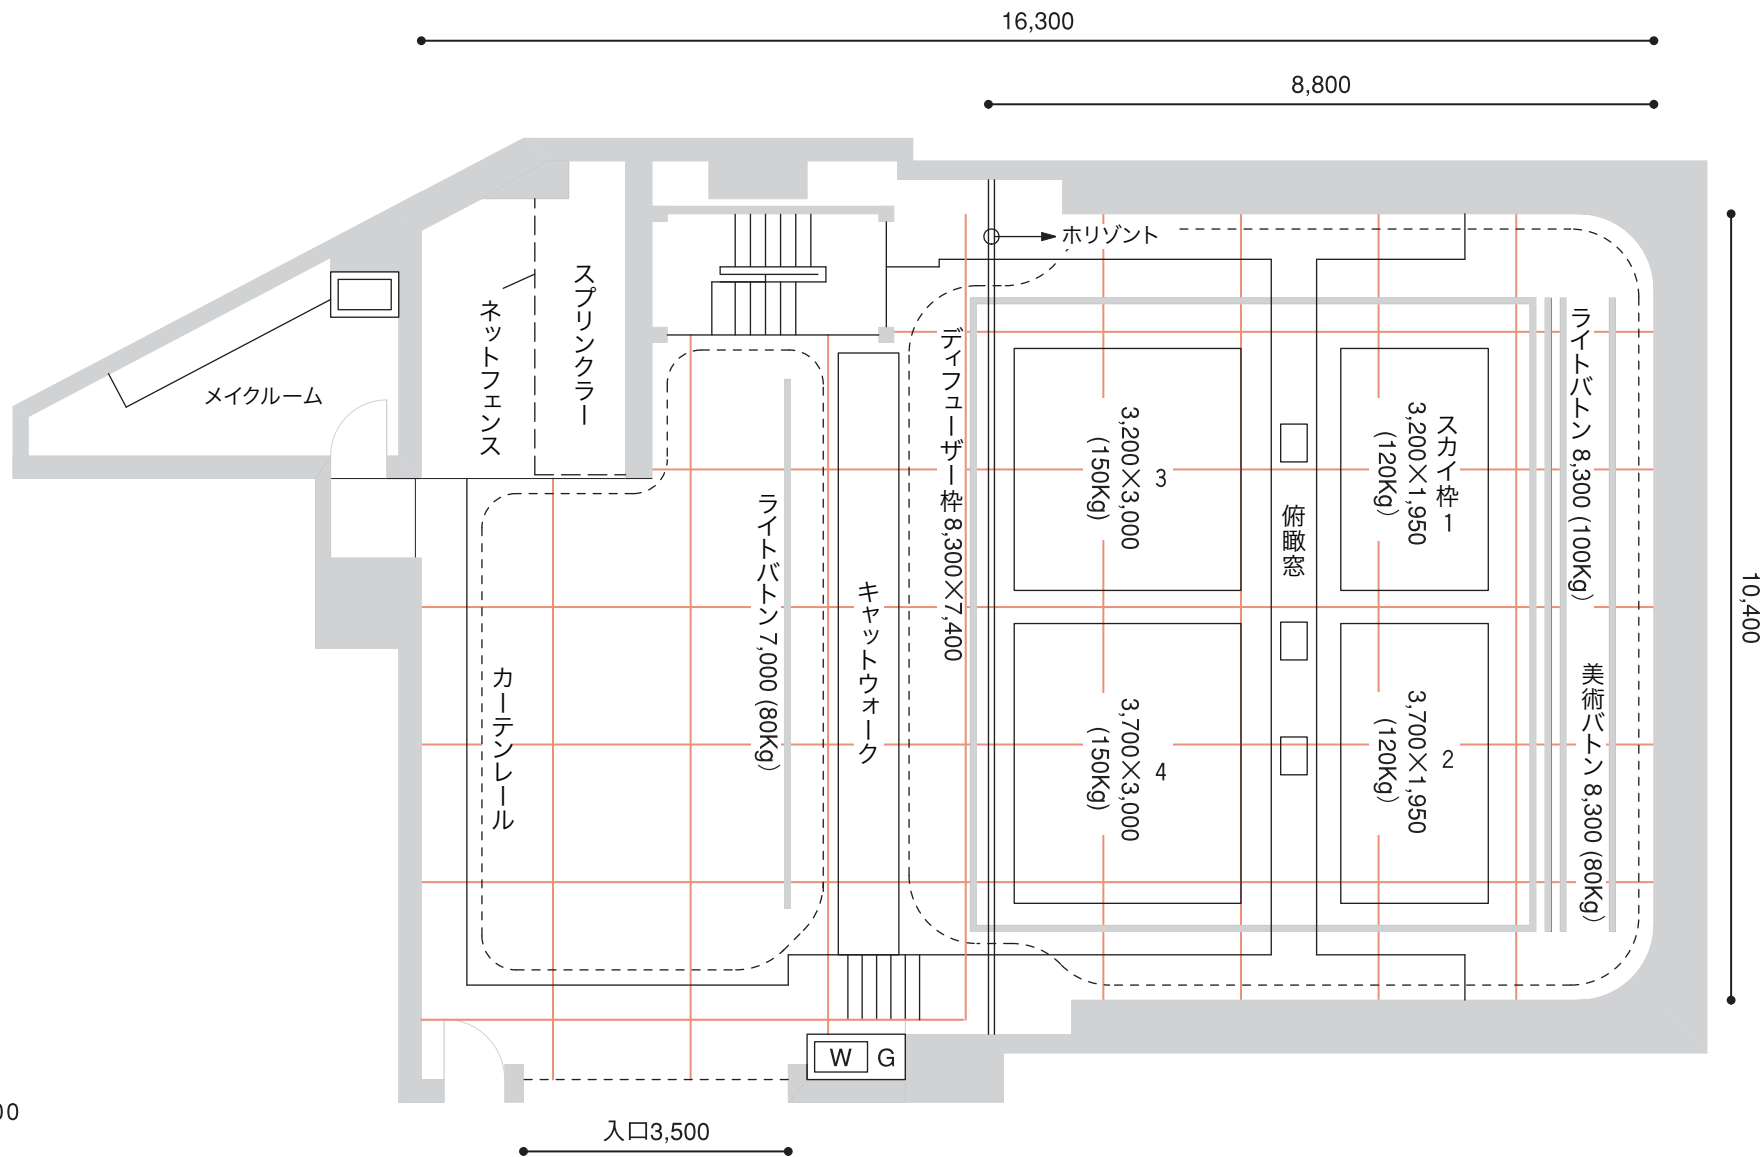 16,300
8,800
ホリゾント
スプリンクラー
ネットフェンス
メイクルーム
ディフューザー枠 8,300×7,400
ライトバトン 8,300 (100Kg)
3
3,200×3,000
(150Kg)
スカイ枠 1
3,200×1,950
(120Kg)
俯瞰窓
10,400
ライトバトン 7,000 (80Kg)
キャットウォーク
カーテンレール
4
3,700×3,000
(150Kg)
2
3,700×1,950
(120Kg)
美術バトン 8,300 (80Kg)
W G
入口3,500